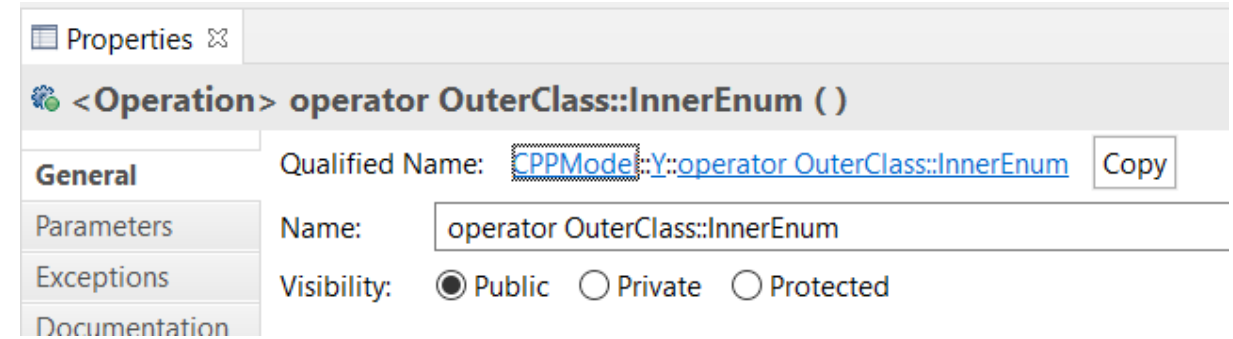 Properties
<Operation> operator OuterClass::InnerEnum ( )
General
Qualified Name: CPPModel::Y::operator OuterClass::InnerEnum Copy
Parameters
Name: operator OuterClass::InnerEnum
Exceptions
Visibility: Public Private Protected
Documentation